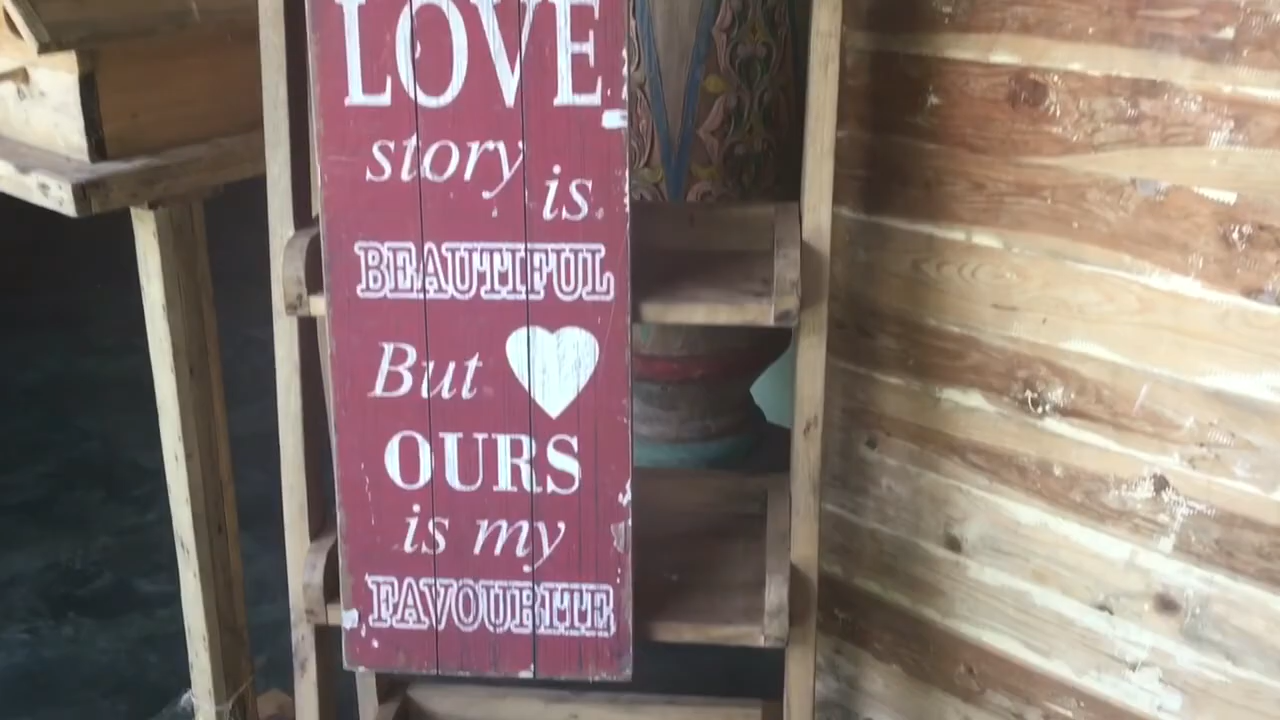 LOVE
story is
BEAUTIFUL
But
OURS
is my
FAVOURITE